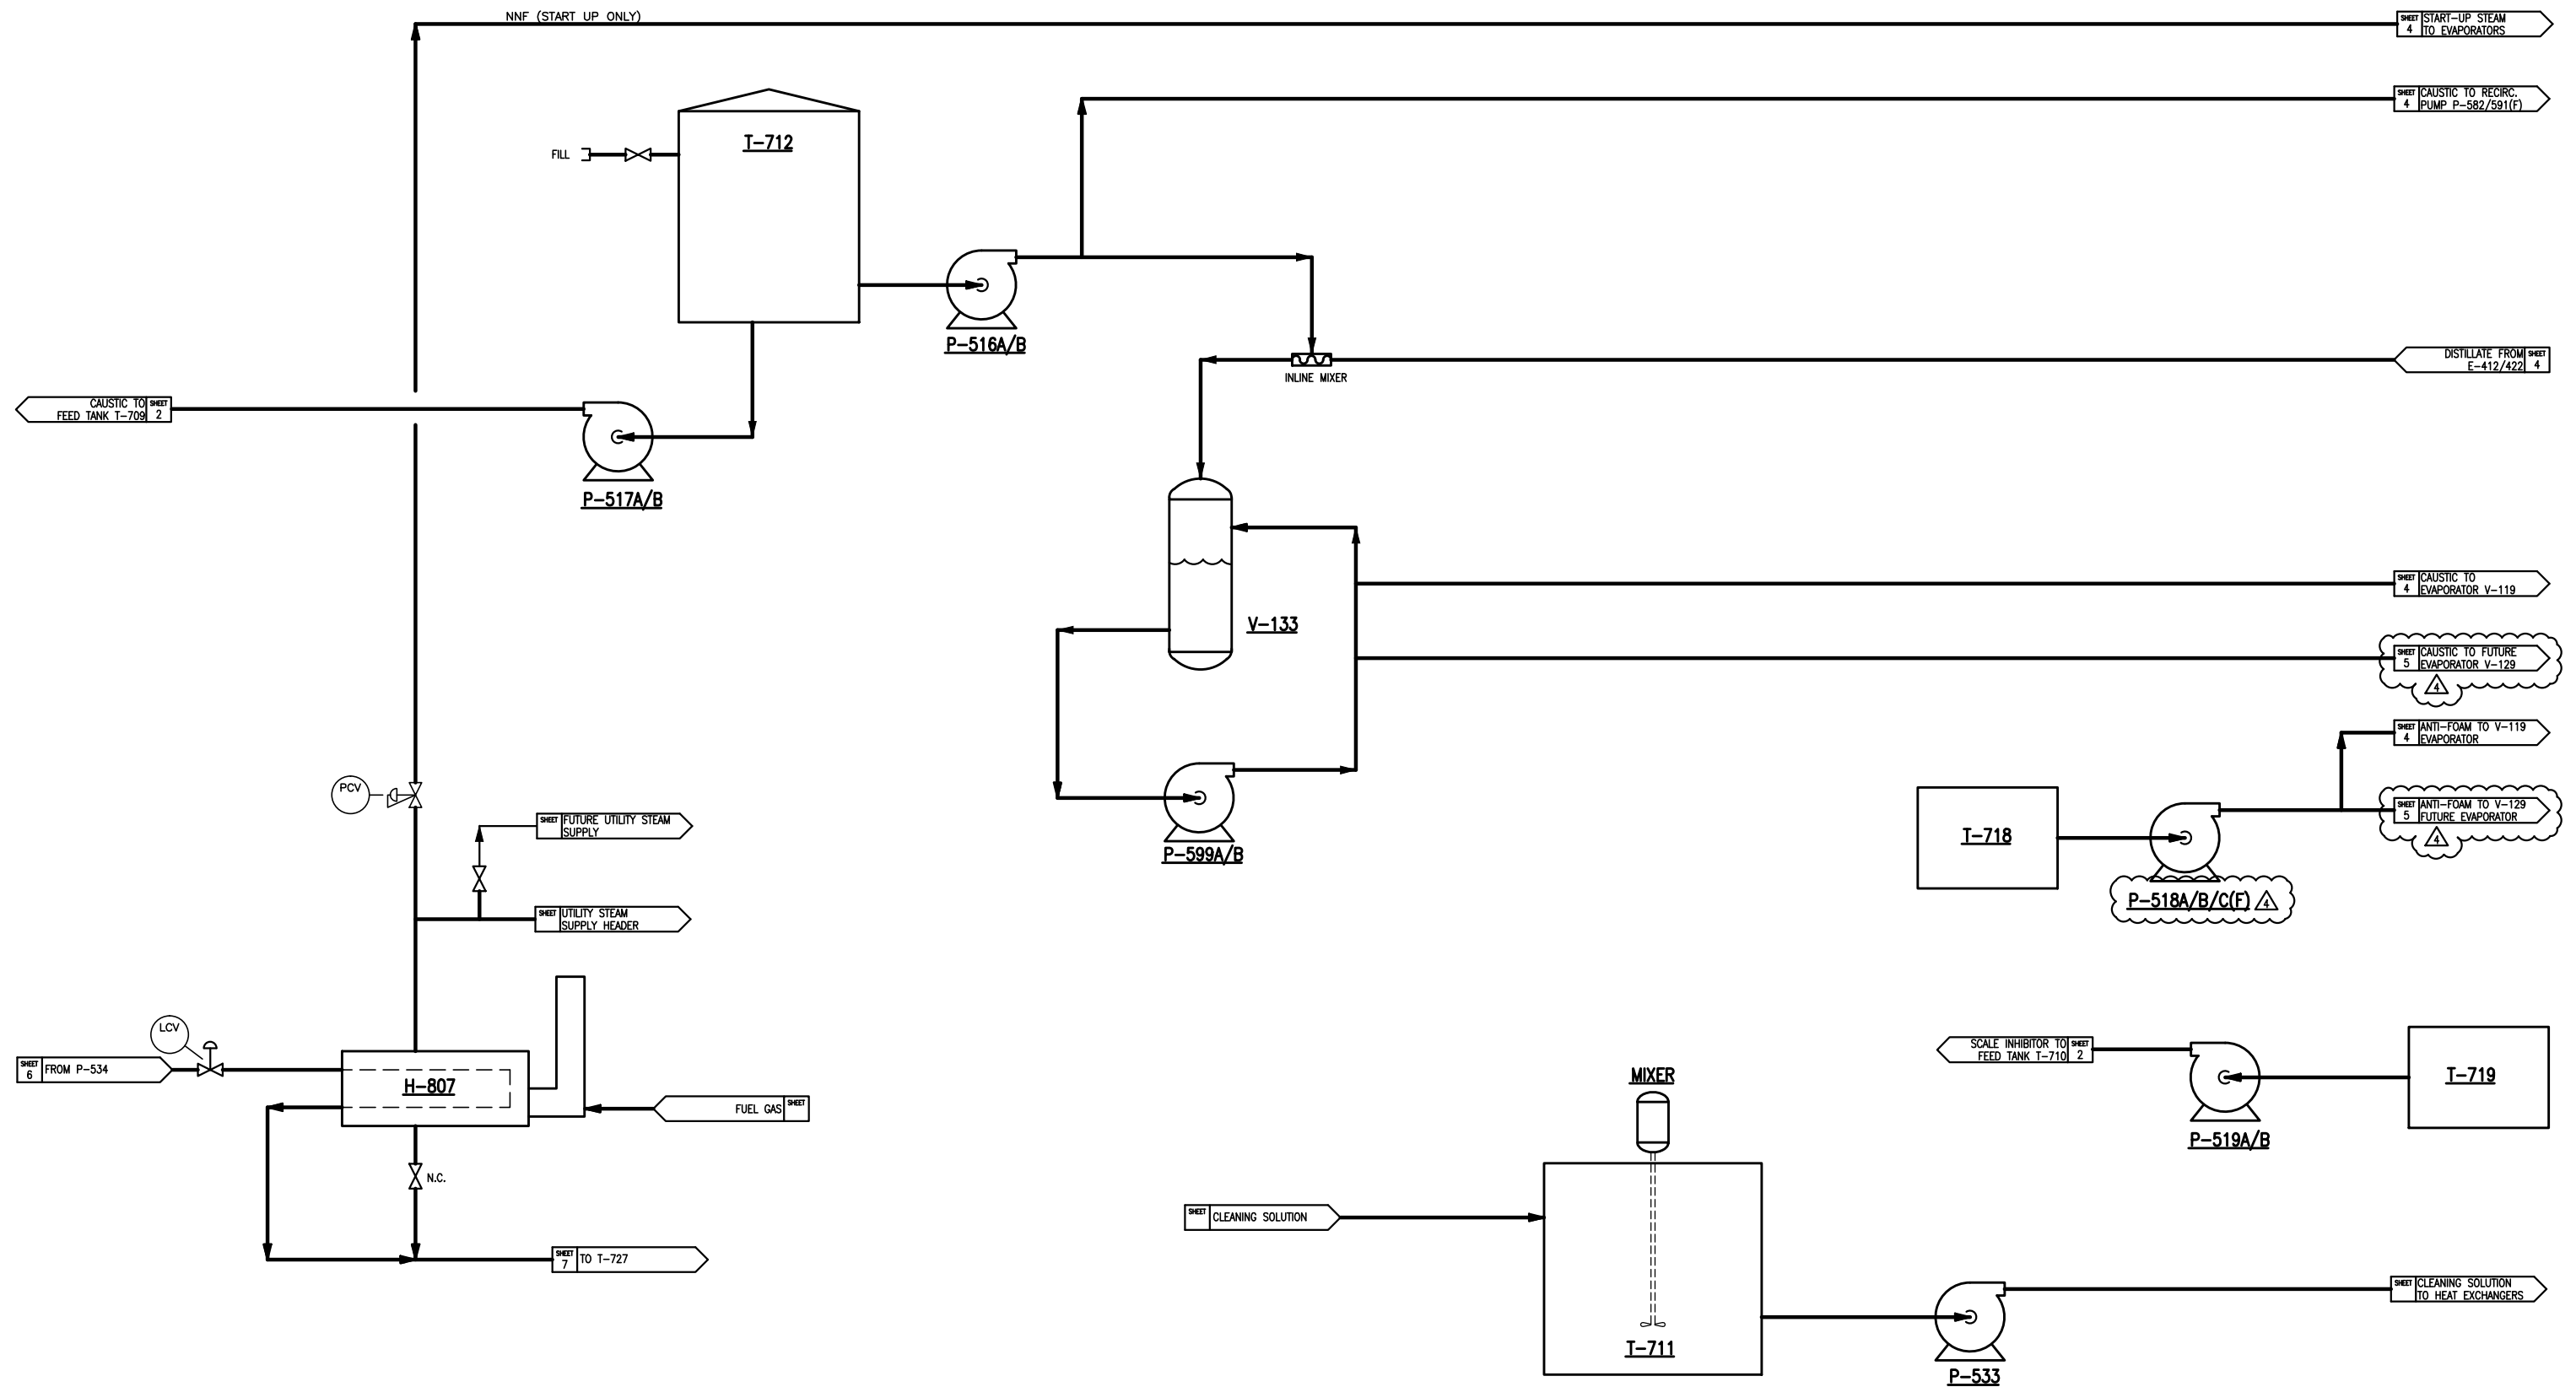 NNF (START UP ONLY)
SHEET
4
START-UP STEAM
TO EVAPORATORS
SHEET
4
CAUSTIC TO RECIRC.
PUMP P-582/591(F)
T-712
FILL
P-516A/B
DISTILLATE FROM
E-412/422
SHEET
4
INLINE MIXER
CAUSTIC TO
FEED TANK T-709
SHEET
2
P-517A/B
SHEET
4
CAUSTIC TO
EVAPORATOR V-119
V-133
SHEET
5
CAUSTIC TO FUTURE
EVAPORATOR V-129
4
SHEET
4
ANTI-FOAM TO V-119
EVAPORATOR
PCV
SHEET
5
ANTI-FOAM TO V-129
FUTURE EVAPORATOR
4
SHEET
FUTURE UTILITY STEAM
SUPPLY
T-718
P-599A/B
P-518A/B/C(F)
4
SHEET
UTILITY STEAM
SUPPLY HEADER
LCV
SHEET
6
FROM P-534
H-807
FUEL GAS
SHEET
MIXER
SCALE INHIBITOR TO
FEED TANK T-710
SHEET
2
T-719
P-519A/B
N.C.
SHEET
CLEANING SOLUTION
SHEET
7
TO T-727
SHEET
CLEANING SOLUTION
TO HEAT EXCHANGERS
T-711
P-533